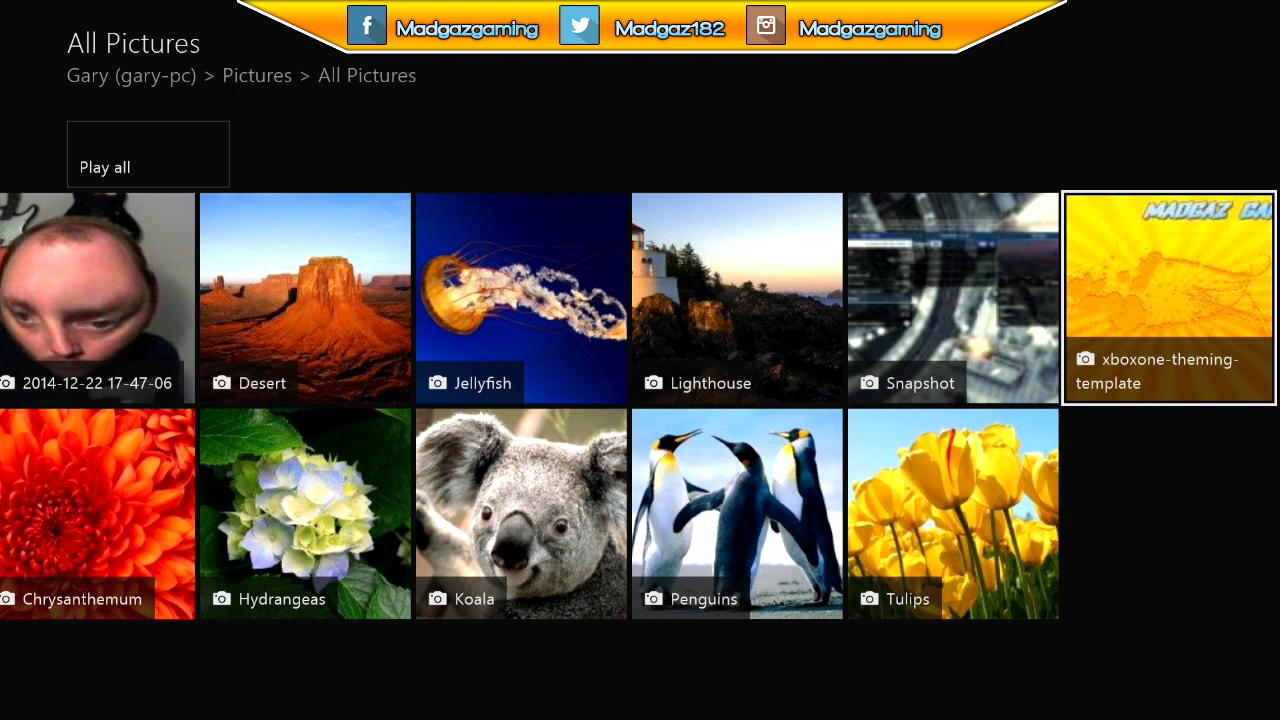 Madgazgaming Madgaz182 Madgazgaming
All Pictures
Gary (gary-pc) > Pictures > All Pictures
Play all
2014-12-22 17-47-06
Desert
Jellyfish
Lighthouse
Snapshot
MADGAZ GA
xboxone-theming-
template
Chrysanthemum
Hydrangeas
Koala
Penguins
Tulips